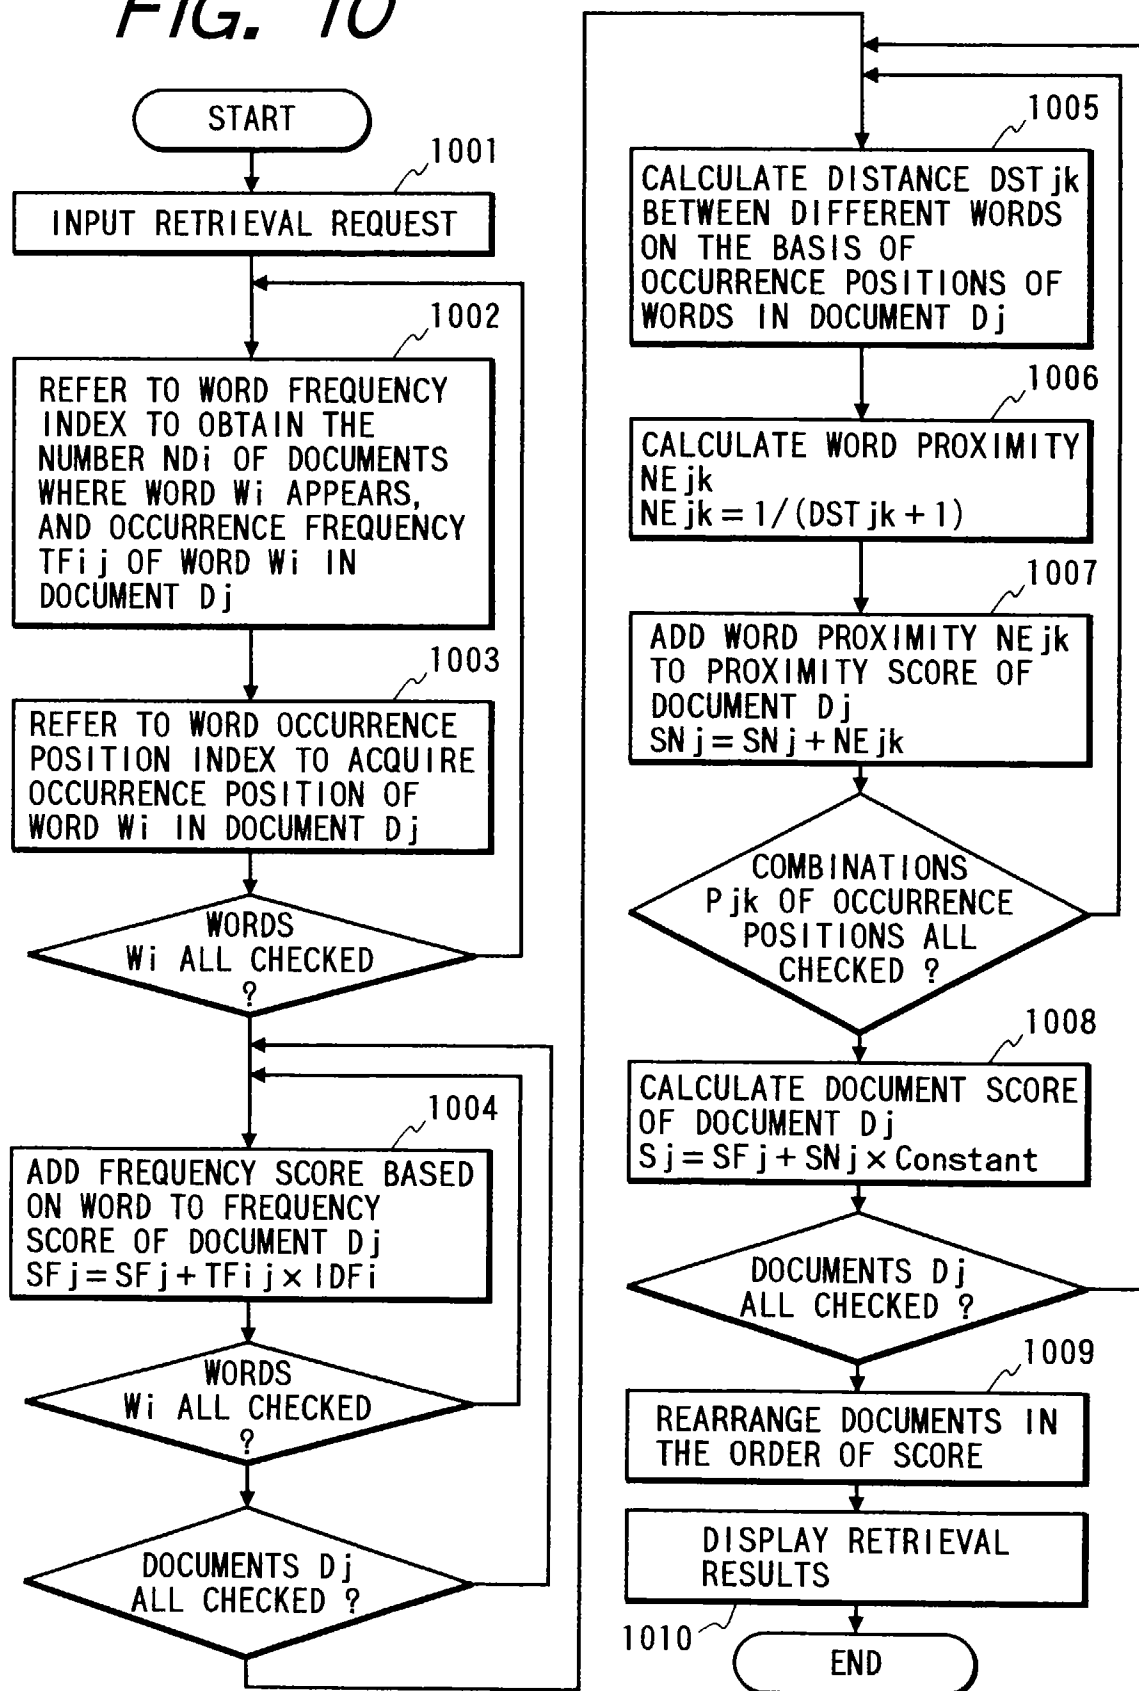 FIG. 10
START
1001
INPUT RETRIEVAL REQUEST
1002
REFER TO WORD FREQUENCY
INDEX TO OBTAIN THE
NUMBER NDi OF DOCUMENTS
WHERE WORD Wi APPEARS,
AND OCCURRENCE FREQUENCY
TFij OF WORD Wi IN
DOCUMENT Dj
1003
REFER TO WORD OCCURRENCE
POSITION INDEX TO ACQUIRE
OCCURRENCE POSITION OF
WORD Wi IN DOCUMENT Dj
WORDS
Wi ALL CHECKED
?
1004
ADD FREQUENCY SCORE BASED
ON WORD TO FREQUENCY
SCORE OF DOCUMENT Dj
SFj=SFj+TFij×IDFi
WORDS
Wi ALL CHECKED
?
DOCUMENTS Dj
ALL CHECKED ?
1005
CALCULATE DISTANCE DSTjk
BETWEEN DIFFERENT WORDS
ON THE BASIS OF
OCCURRENCE POSITIONS OF
WORDS IN DOCUMENT Dj
1006
CALCULATE WORD PROXIMITY
NEjk
NEjk=1/(DSTjk+1)
1007
ADD WORD PROXIMITY NEjk
TO PROXIMITY SCORE OF
DOCUMENT Dj
SNj=SNj+NEjk
COMBINATIONS
Pjk OF OCCURRENCE
POSITIONS ALL
CHECKED ?
1008
CALCULATE DOCUMENT SCORE
OF DOCUMENT Dj
Sj=SFj+SNj×Constant
DOCUMENTS Dj
ALL CHECKED ?
1009
REARRANGE DOCUMENTS IN
THE ORDER OF SCORE
DISPLAY RETRIEVAL
RESULTS
1010
END